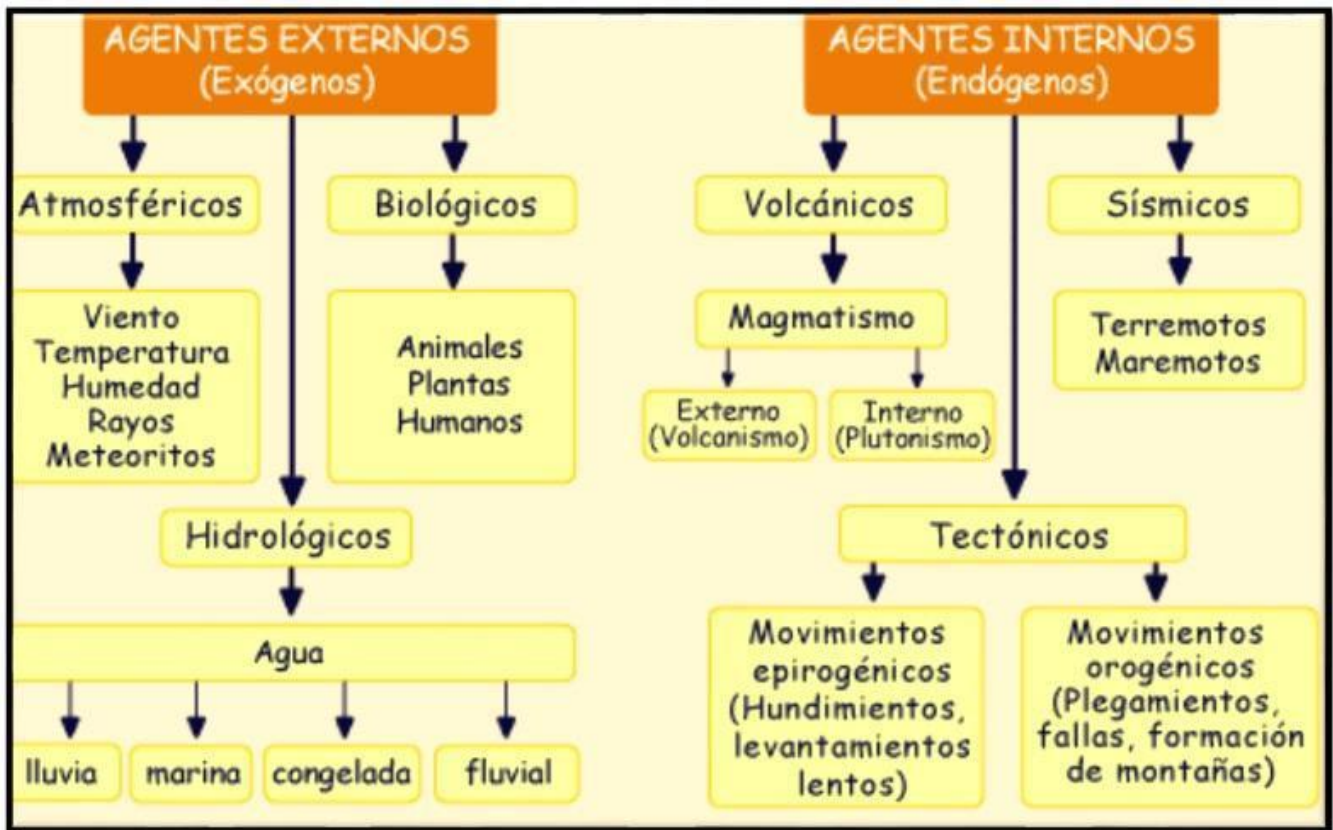 AGENTES EXTERNOS
(Exógenos)
Atmosféricos
Biológicos
Viento
Temperatura
Humedad
Rayos
Meteoritos
Animales
Plantas
Humanos
Hidrológicos
Agua
lluvia
marina
congelada
fluvial
AGENTES INTERNOS
(Endógenos)
Volcánicos
Sísmicos
Magmatismo
Terremotos
Maremotos
Externo
(Volcanismo)
Interno
(Plutonismo)
Tectónicos
Movimientos
epirogénicos
(Hundimientos,
levantamientos
lentos)
Movimientos
orogénicos
(Plegamientos,
fallas, formación
de montañas)